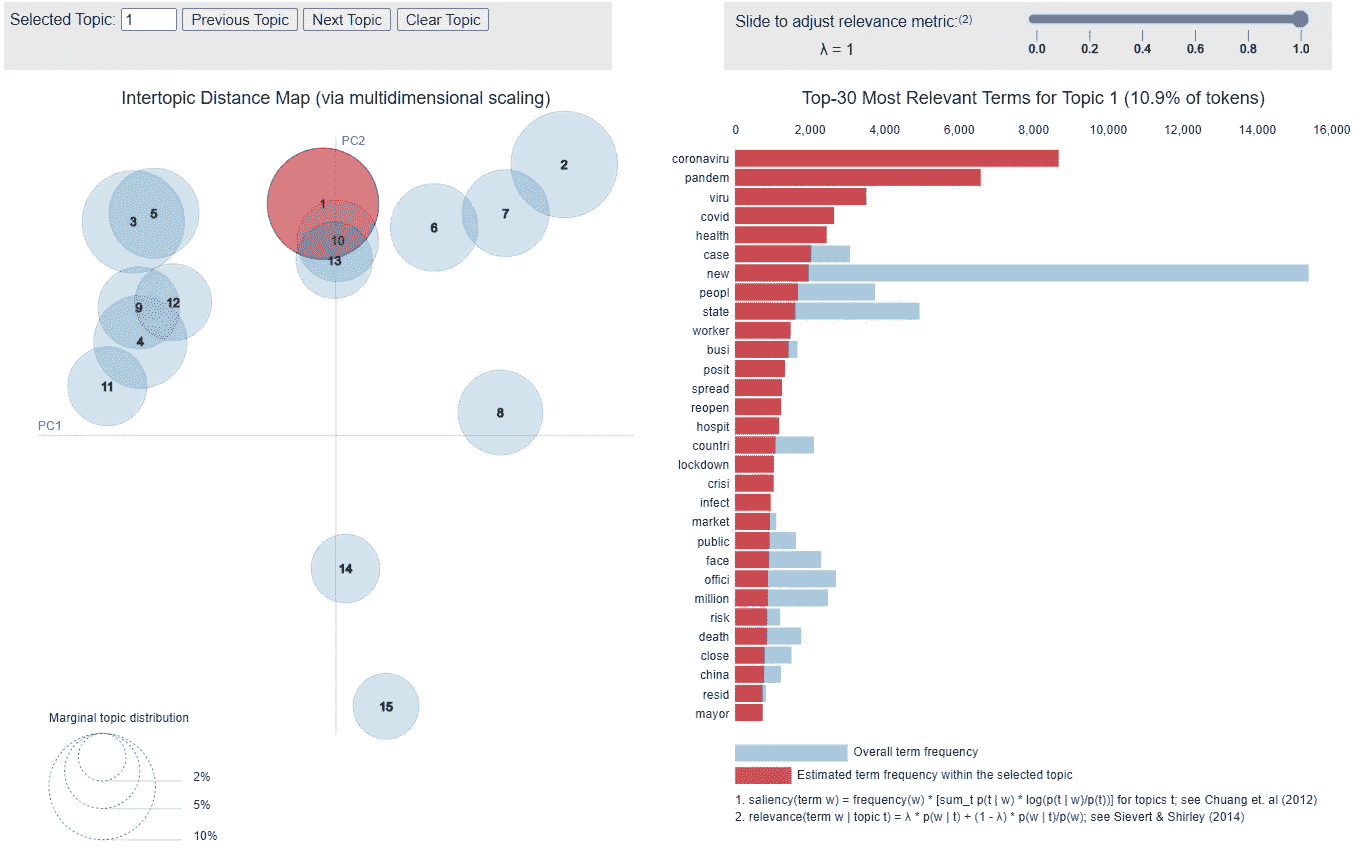 Selected Topic: 1 Previous Topic Next Topic Clear Topic
Slide to adjust relevance metric:(2)
λ = 1
0.0 0.2 0.4 0.6 0.8 1.0
Intertopic Distance Map (via multidimensional scaling)
PC2
PC1
1
2
3
5
6
7
10
13
9
12
4
11
8
14
15
Marginal topic distribution
2%
5%
10%
Top-30 Most Relevant Terms for Topic 1 (10.9% of tokens)
0 2,000 4,000 6,000 8,000 10,000 12,000 14,000 16,000
coronaviru
pandem
viru
covid
health
case
new
peopl
state
worker
busi
posit
spread
reopen
hospit
countri
lockdown
crisi
infect
market
public
face
offici
million
risk
death
close
china
resid
mayor
Overall term frequency
Estimated term frequency within the selected topic
1. saliency(term w) = frequency(w) * [sum_t p(t | w) * log(p(t | w)/p(t))] for topics t; see Chuang et. al (2012)
2. relevance(term w | topic t) = λ * p(w | t) + (1 - λ) * p(w | t)/p(w); see Sievert & Shirley (2014)